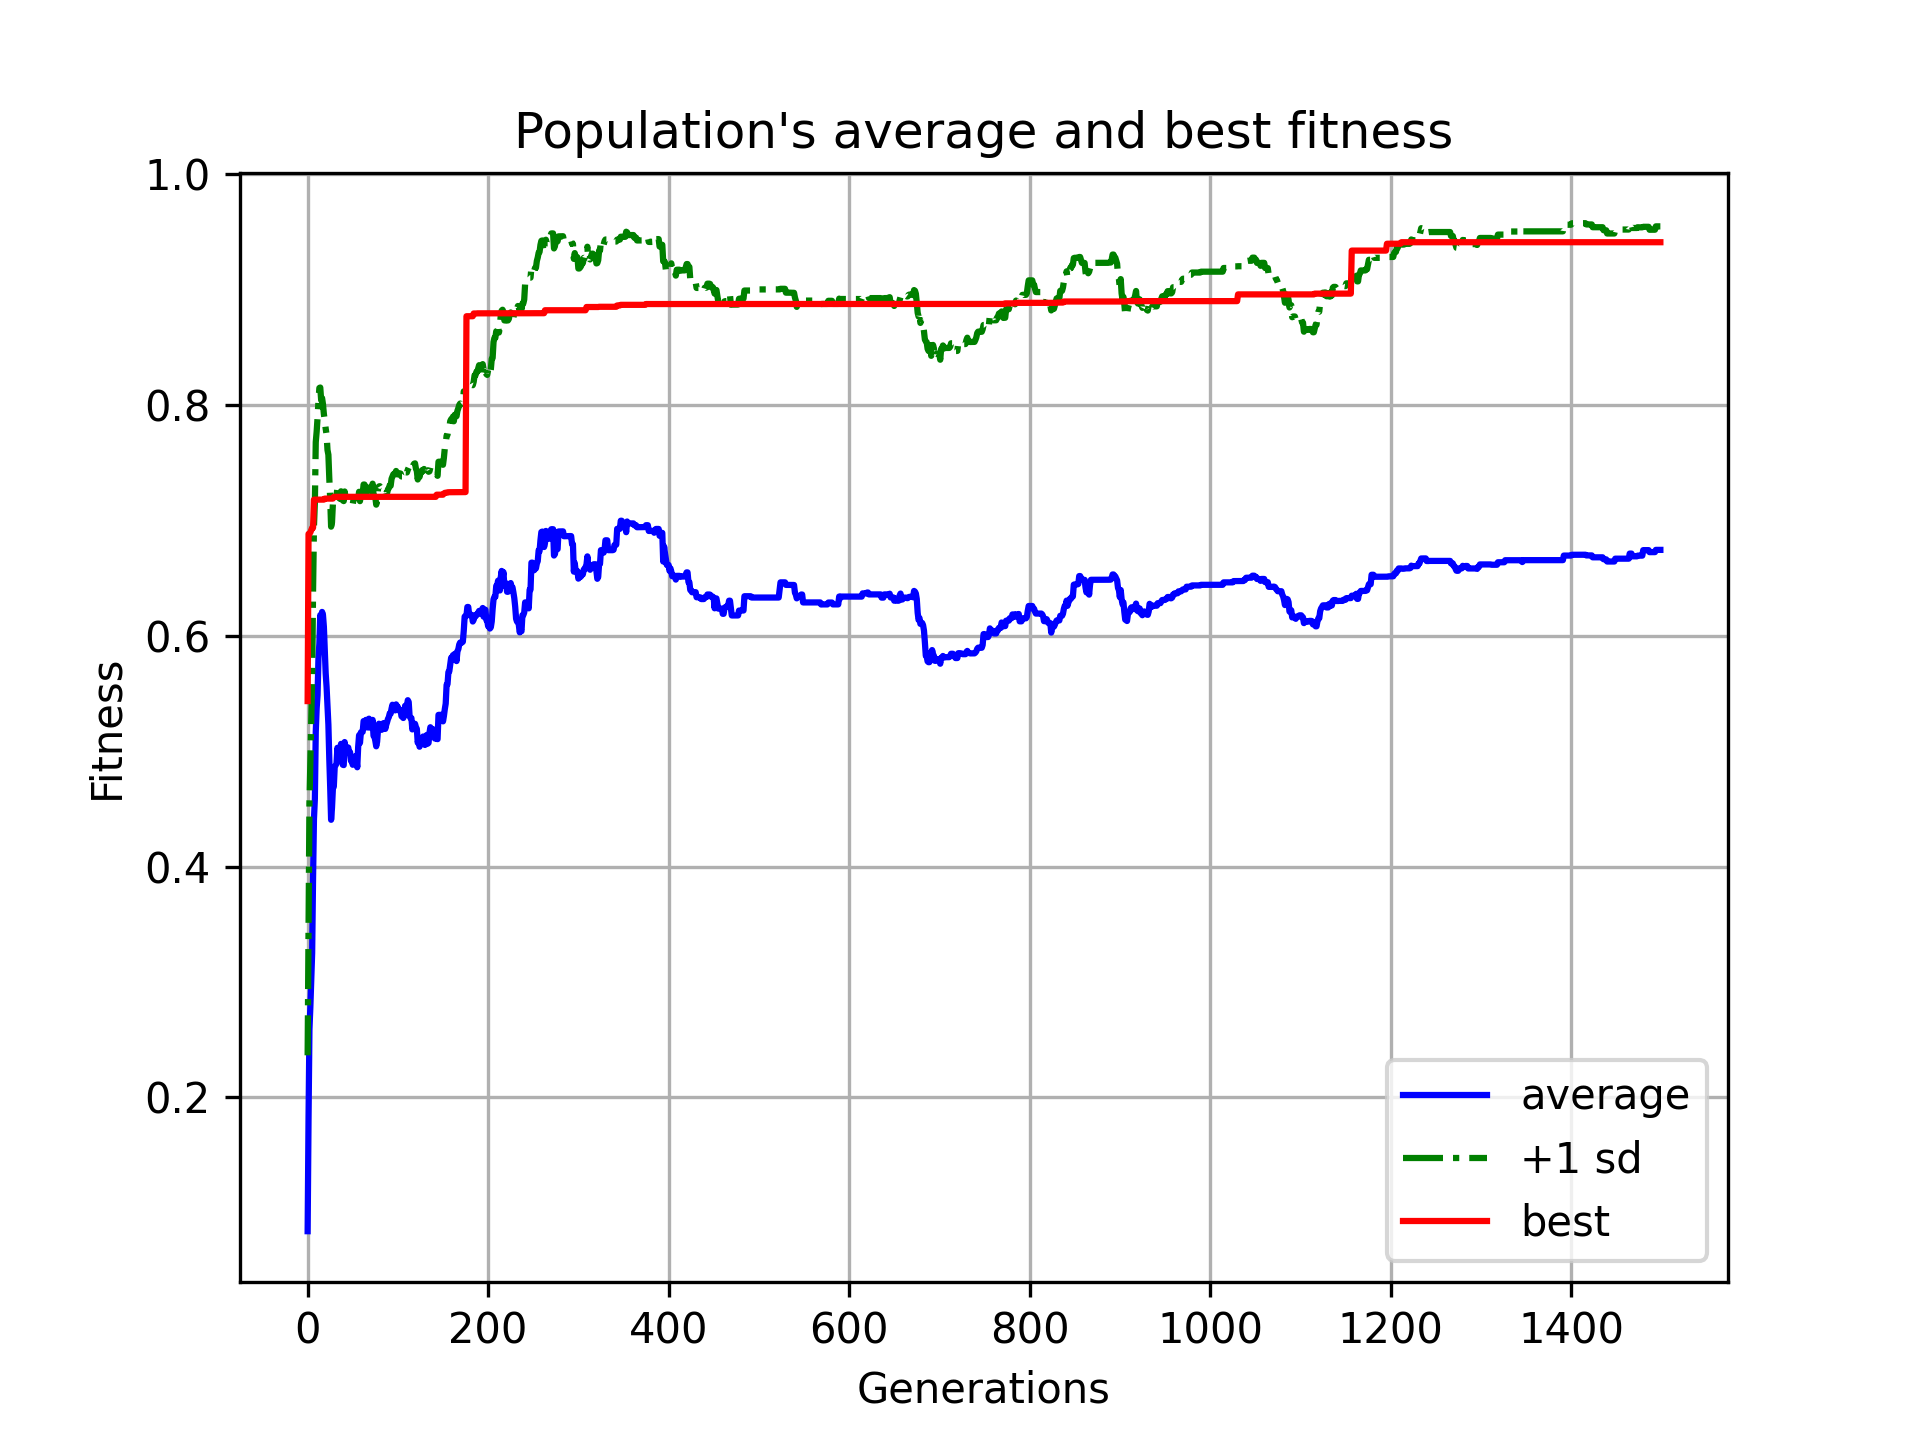 Population's average and best fitness
1.0
0.8
0.6
0.4
0.2
Fitness
0 200 400 600 800 1000 1200 1400
Generations
average
+1 sd
best